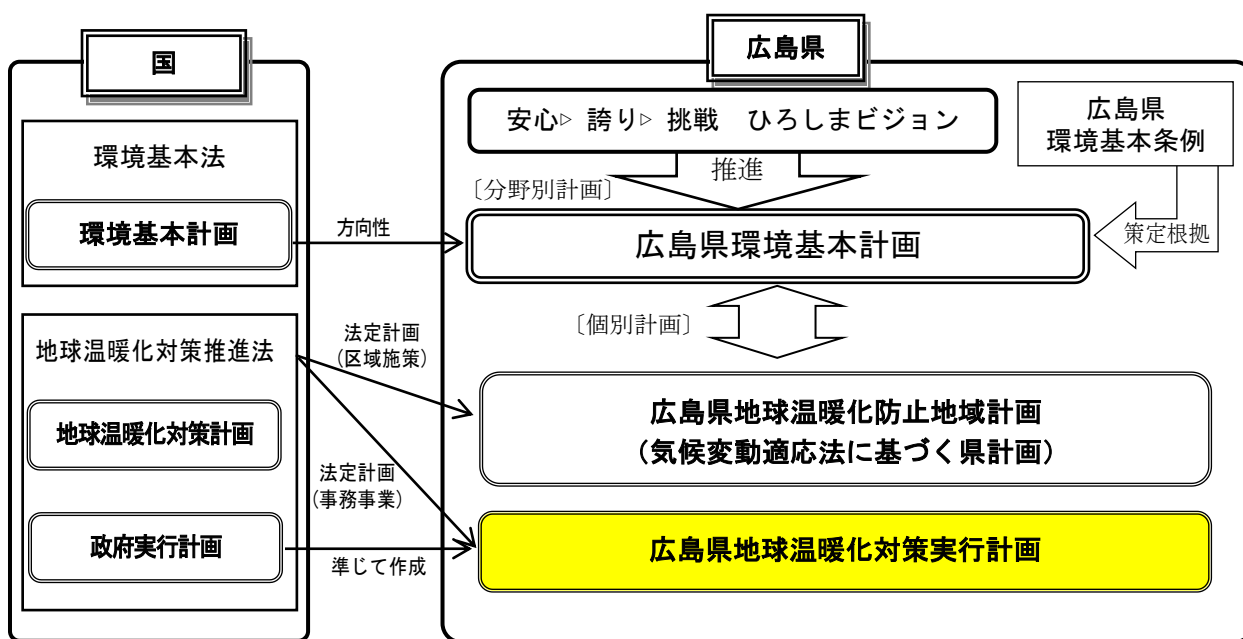 国
環境基本法
環境基本計画
地球温暖化対策推進法
地球温暖化対策計画
政府実行計画
方向性
法定計画
(区域施策)
法定計画
(事務事業)
準じて作成
広島県
安心▷ 誇り▷ 挑戦　ひろしまビジョン
広島県
環境基本条例
推進
〔分野別計画〕
策定根拠
広島県環境基本計画
〔個別計画〕
広島県地球温暖化防止地域計画
(気候変動適応法に基づく県計画)
広島県地球温暖化対策実行計画